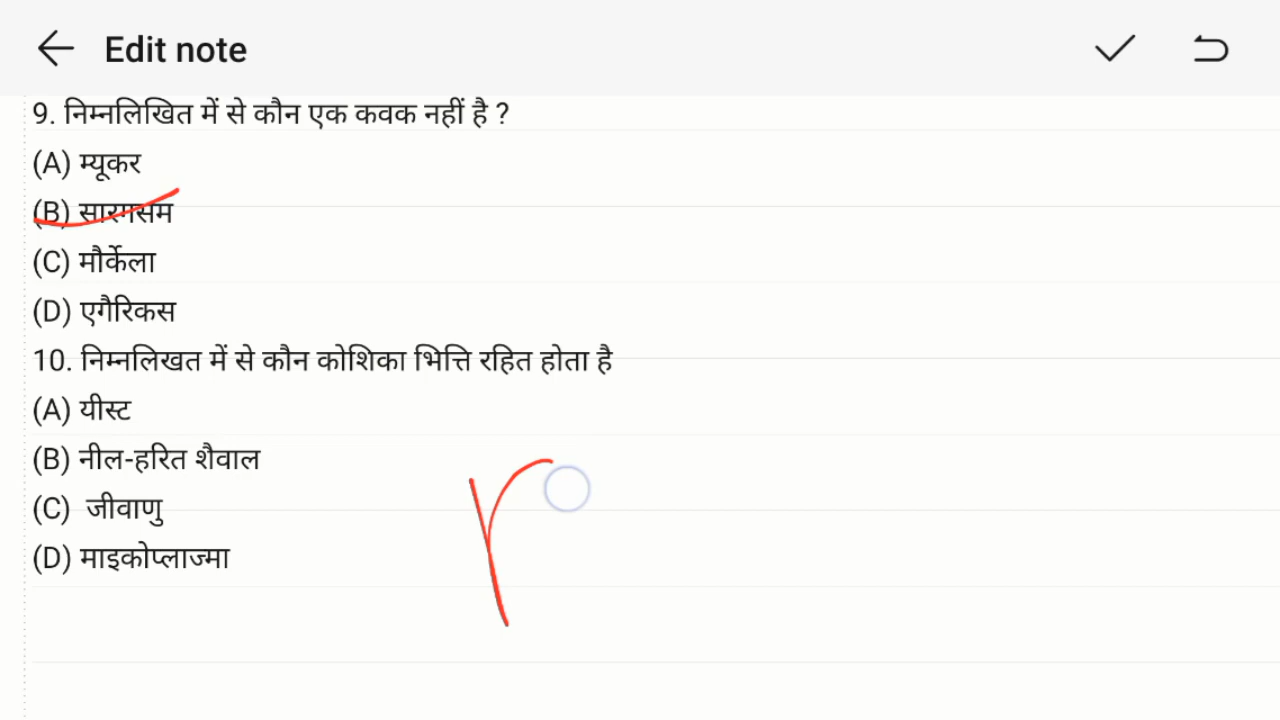 Edit note
9. निम्नलिखित में से कौन एक कवक नहीं है ?
(A) म्यूकर
(B) सारगसम
(C) मौर्केला
(D) एगैरिकस
10. निम्नलिखत में से कौन कोशिका भित्ति रहित होता है
(A) यीस्ट
(B) नील-हरित शैवाल
(C) जीवाणु
(D) माइकोप्लाज्मा